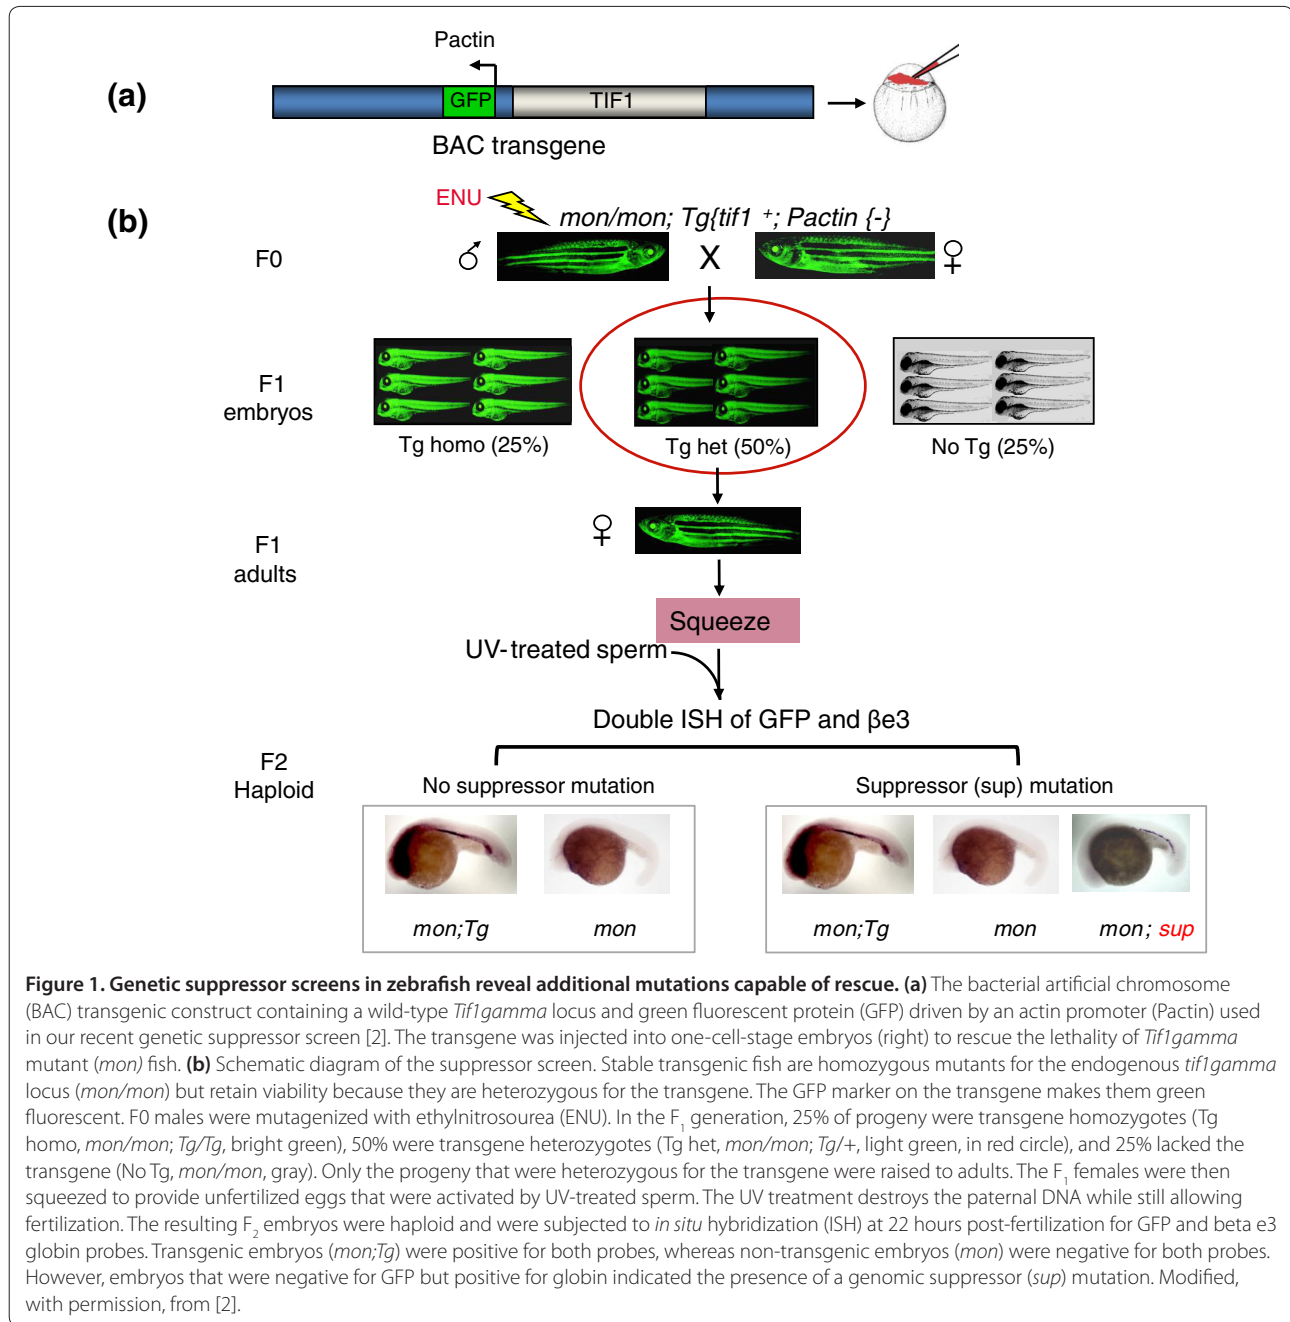 (a)
Pactin
GFP
TIF1
BAC transgene
(b)
ENU
mon/mon; Tg{tif1 +; Pactin {-}
F0
♂
X
♀
F1
embryos
Tg homo (25%)
Tg het (50%)
No Tg (25%)
F1
adults
♀
Squeeze
UV-treated sperm
Double ISH of GFP and βe3
F2
Haploid
No suppressor mutation
Suppressor (sup) mutation
mon;Tg
mon
mon;Tg
mon
mon; sup
Figure 1. Genetic suppressor screens in zebrafish reveal additional mutations capable of rescue. (a) The bacterial artificial chromosome
(BAC) transgenic construct containing a wild-type Tif1gamma locus and green fluorescent protein (GFP) driven by an actin promoter (Pactin) used
in our recent genetic suppressor screen [2]. The transgene was injected into one-cell-stage embryos (right) to rescue the lethality of Tif1gamma
mutant (mon) fish. (b) Schematic diagram of the suppressor screen. Stable transgenic fish are homozygous mutants for the endogenous tif1gamma
locus (mon/mon) but retain viability because they are heterozygous for the transgene. The GFP marker on the transgene makes them green
fluorescent. F0 males were mutagenized with ethylnitrosourea (ENU). In the F1 generation, 25% of progeny were transgene homozygotes (Tg
homo, mon/mon; Tg/Tg, bright green), 50% were transgene heterozygotes (Tg het, mon/mon; Tg/+, light green, in red circle), and 25% lacked the
transgene (No Tg, mon/mon, gray). Only the progeny that were heterozygous for the transgene were raised to adults. The F1 females were then
squeezed to provide unfertilized eggs that were activated by UV-treated sperm. The UV treatment destroys the paternal DNA while still allowing
fertilization. The resulting F2 embryos were haploid and were subjected to in situ hybridization (ISH) at 22 hours post-fertilization for GFP and beta e3
globin probes. Transgenic embryos (mon;Tg) were positive for both probes, whereas non-transgenic embryos (mon) were negative for both probes.
However, embryos that were negative for GFP but positive for globin indicated the presence of a genomic suppressor (sup) mutation. Modified,
with permission, from [2].